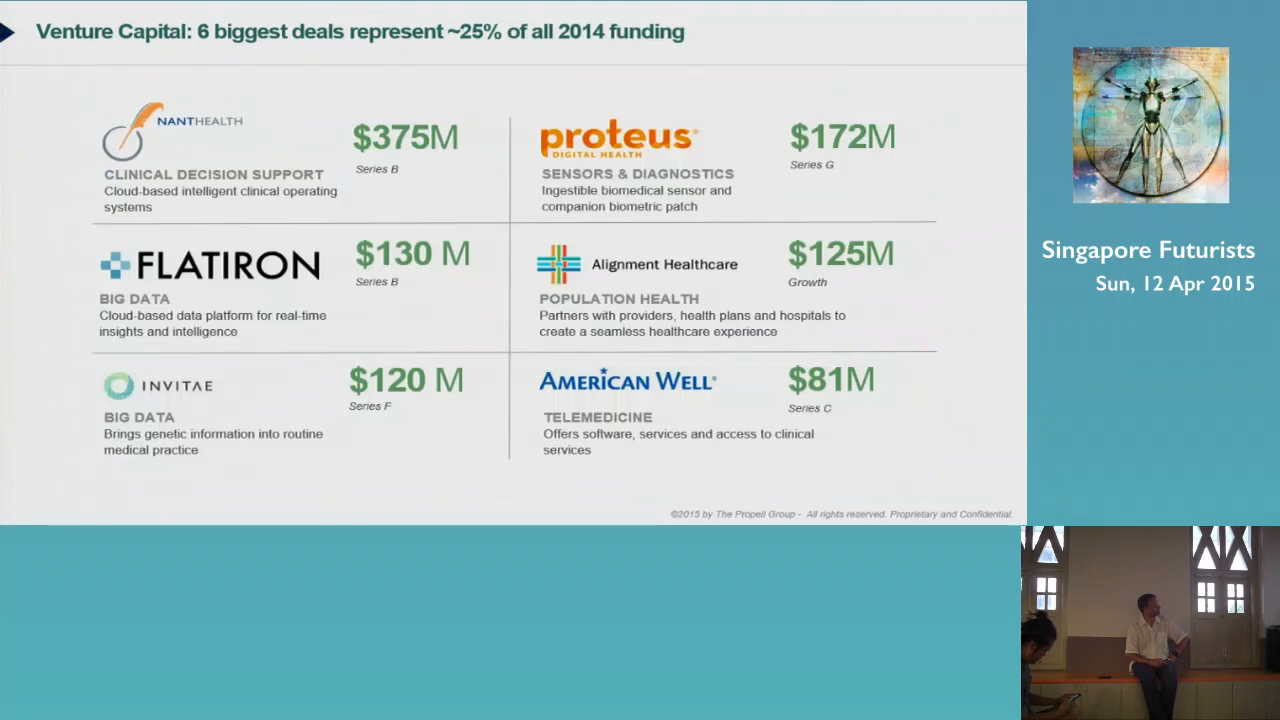 Venture Capital: 6 biggest deals represent ~25% of all 2014 funding
NANTHEALTH
$375M
Series B
CLINICAL DECISION SUPPORT
Cloud-based intelligent clinical operating
systems
proteus®
DIGITAL HEALTH
$172M
Series G
SENSORS & DIAGNOSTICS
Ingestible biomedical sensor and
companion biometric patch
FLATIRON
$130 M
Series B
BIG DATA
Cloud-based data platform for real-time
insights and intelligence
Alignment Healthcare
$125M
Growth
POPULATION HEALTH
Partners with providers, health plans and hospitals to
create a seamless healthcare experience
INVITAE
$120 M
Series F
BIG DATA
Brings genetic information into routine
medical practice
AMERICAN WELL®
$81M
Series C
TELEMEDICINE
Offers software, services and access to clinical
services
©2015 by The Propell Group - All rights reserved. Proprietary and Confidential.
Singapore Futurists
Sun, 12 Apr 2015